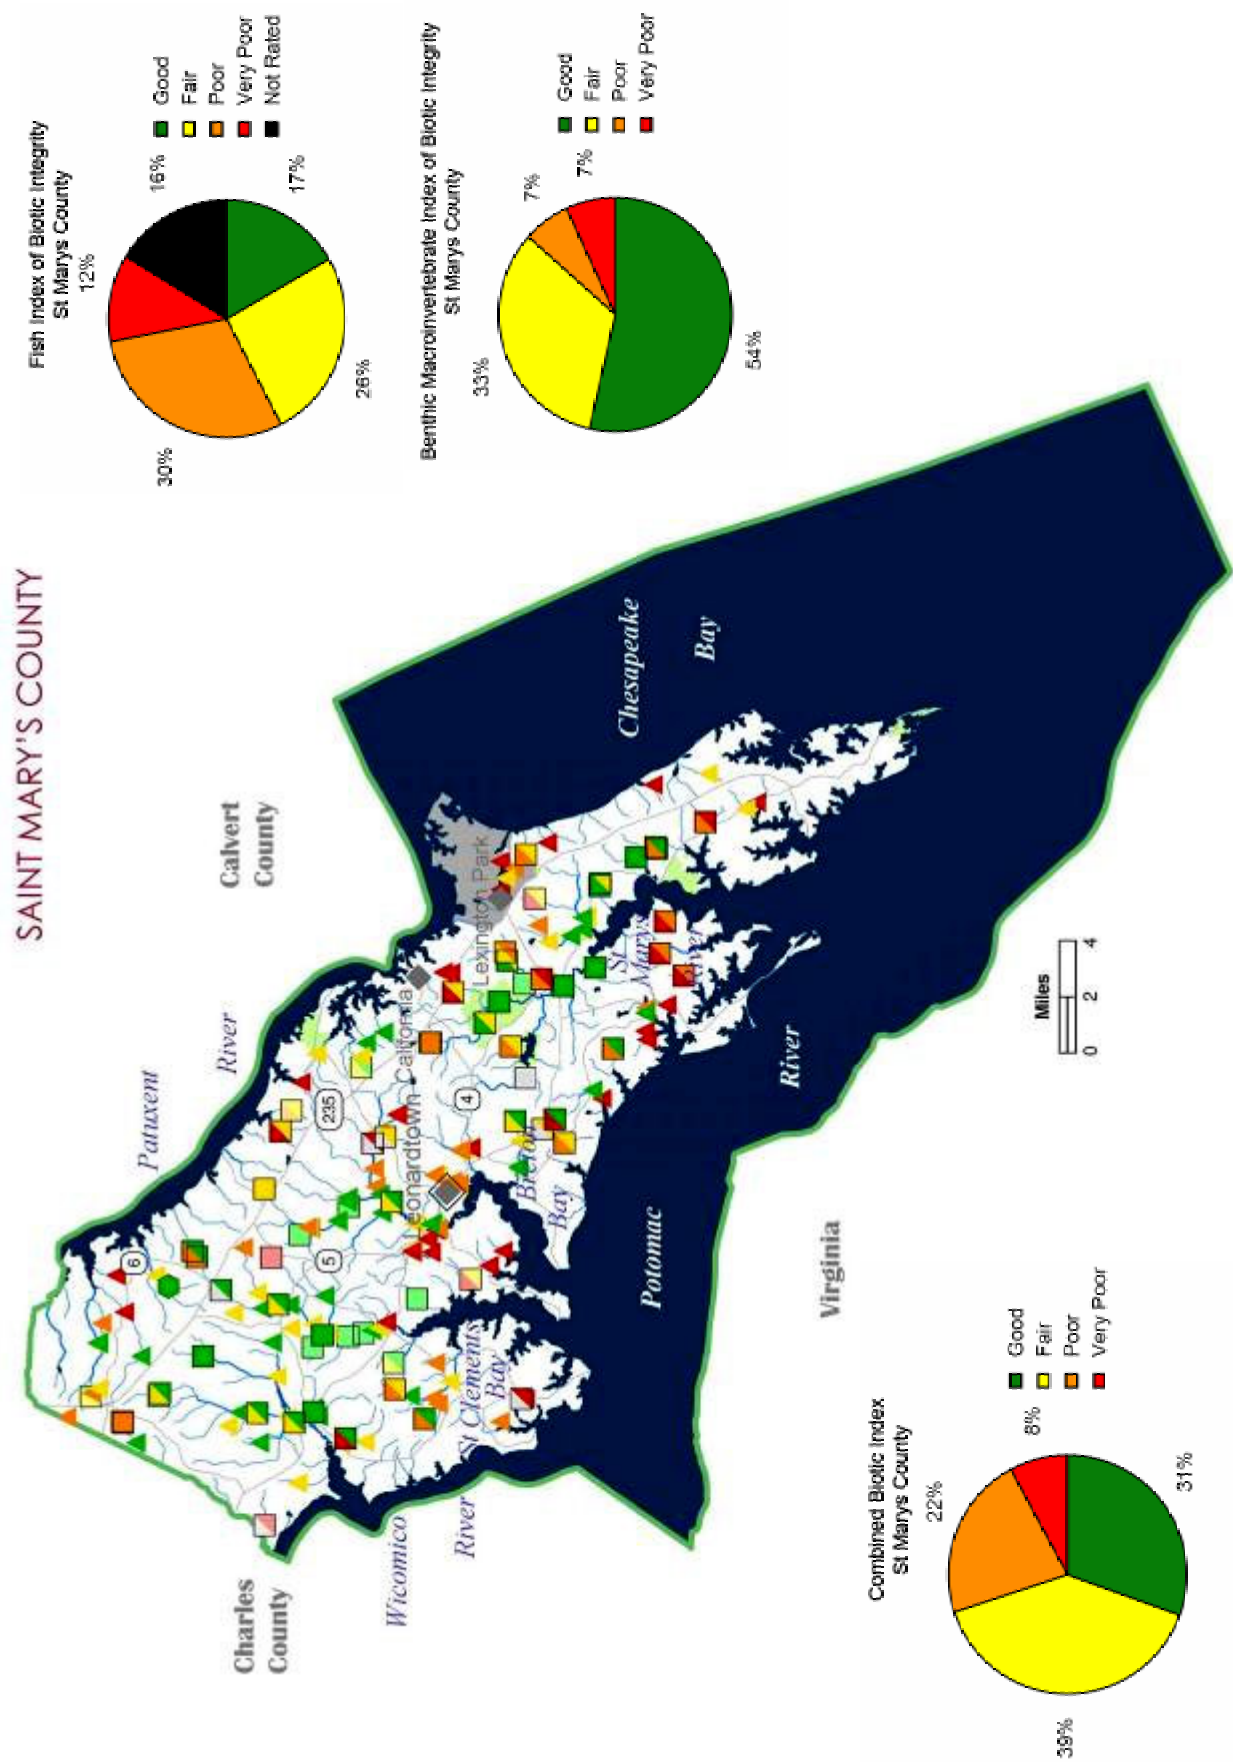 SAINT MARY'S COUNTY
Fish Index of Biotic Integrity
St Marys County
12%
16%
30%
26%
17%
Good
Fair
Poor
Very Poor
Not Rated
Benthic Macroinvertebrate Index of Biotic Integrity
St Marys County
33%
7%
7%
54%
Good
Fair
Poor
Very Poor
Calvert
County
Patuxent
River
Charles
County
Wicomico
River
6
235
5
4
Leonardtown
California
Lexington Park
St Clements
Bay
Breton
Bay
St
Marys
River
Chesapeake
Bay
Potomac
River
Virginia
Miles
0
2
4
Combined Biotic Index
St Marys County
22%
8%
39%
31%
Good
Fair
Poor
Very Poor